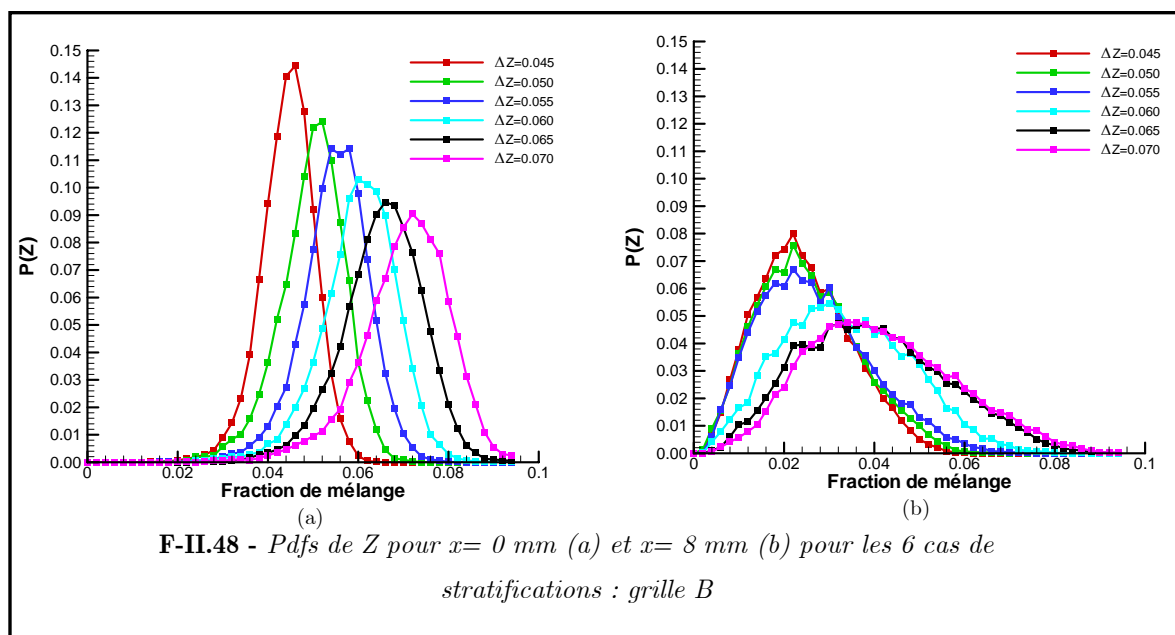 0.15
0.14
0.13
0.12
0.11
0.10
0.09
0.08
0.07
0.06
0.05
0.04
0.03
0.02
0.01
0.00
P(Z)
ΔZ=0.045
ΔZ=0.050
ΔZ=0.055
ΔZ=0.060
ΔZ=0.065
ΔZ=0.070
0 0.02 0.04 0.06 0.08 0.1
Fraction de mélange
(a)
0.15
0.14
0.13
0.12
0.11
0.10
0.09
0.08
0.07
0.06
0.05
0.04
0.03
0.02
0.01
0.00
P(Z)
ΔZ=0.045
ΔZ=0.050
ΔZ=0.055
ΔZ=0.060
ΔZ=0.065
ΔZ=0.070
0 0.02 0.04 0.06 0.08 0.1
Fraction de mélange
(b)
F-II.48 - Pdfs de Z pour x= 0 mm (a) et x= 8 mm (b) pour les 6 cas de
stratifications : grille B